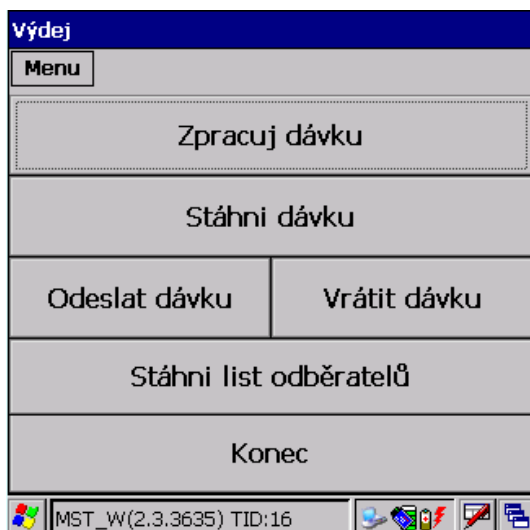 Výdej
Menu
Zpracuj dávku
Stáhni dávku
Odeslat dávku
Vrátit dávku
Stáhni list odběratelů
Konec
MST_W(2.3.3635) TID:16